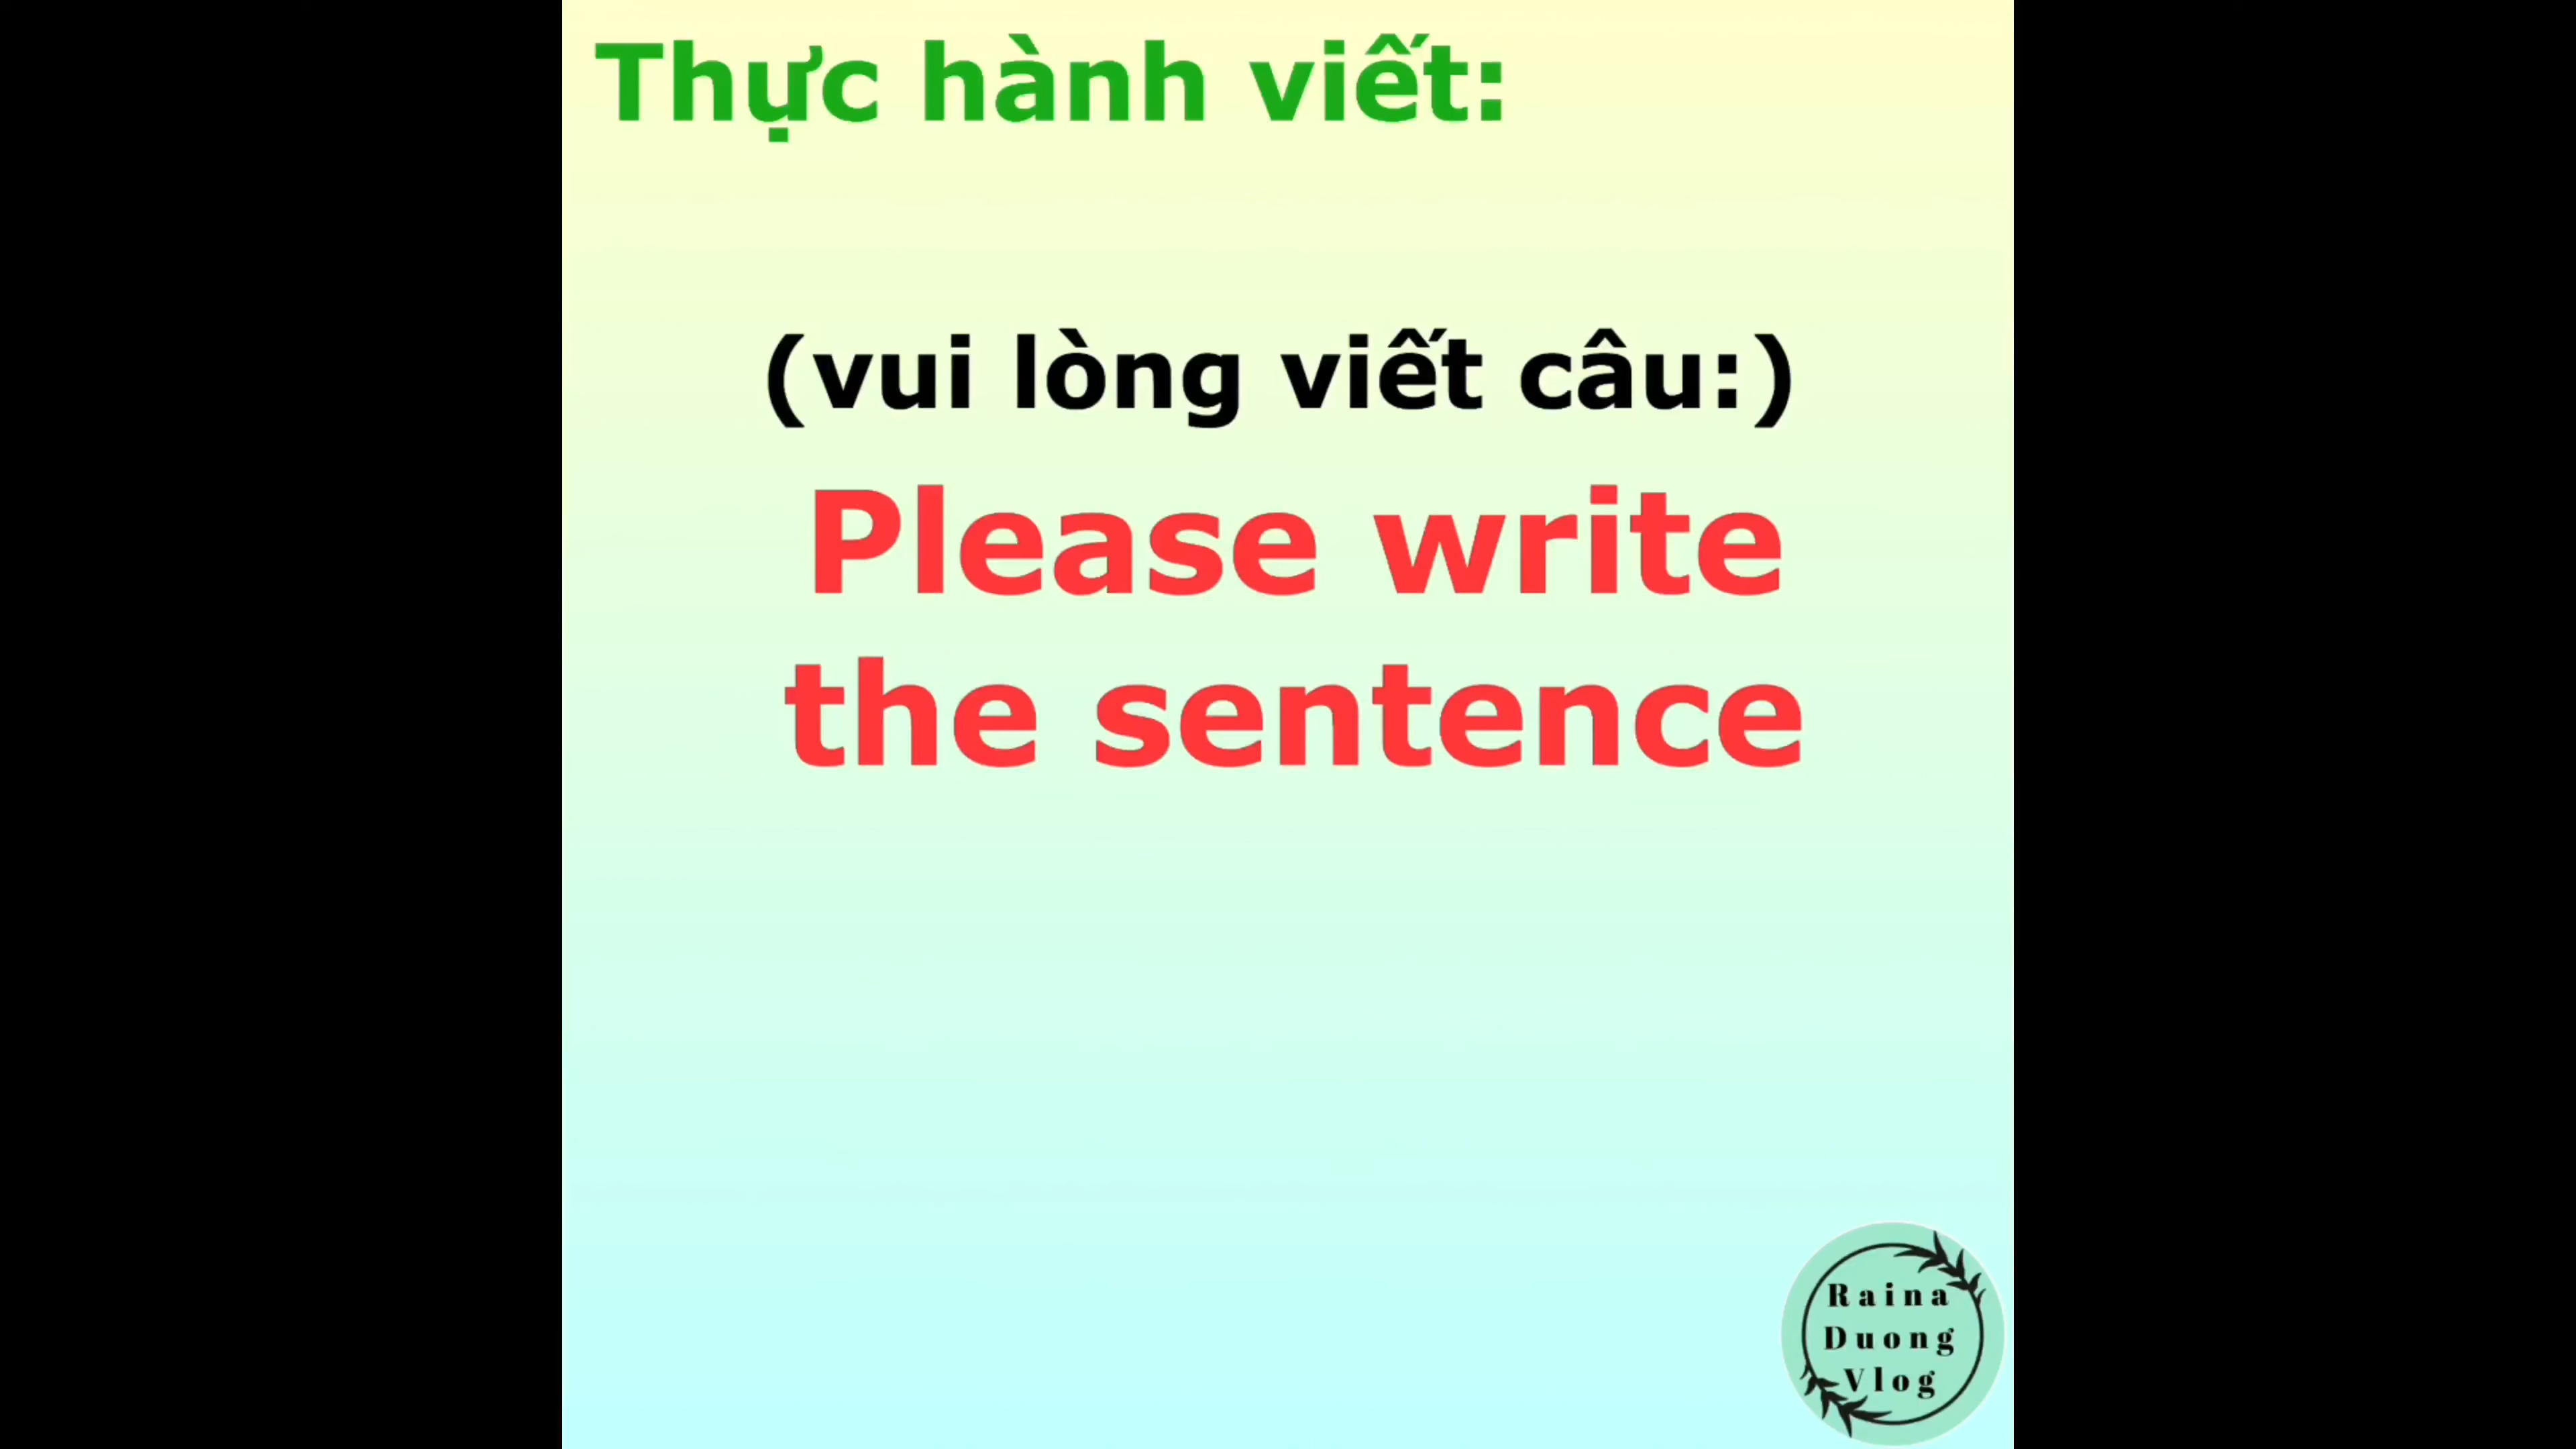 Thực hành viết:
(vui lòng viết câu:)
Please write
the sentence
Raina
Duong
Vlog